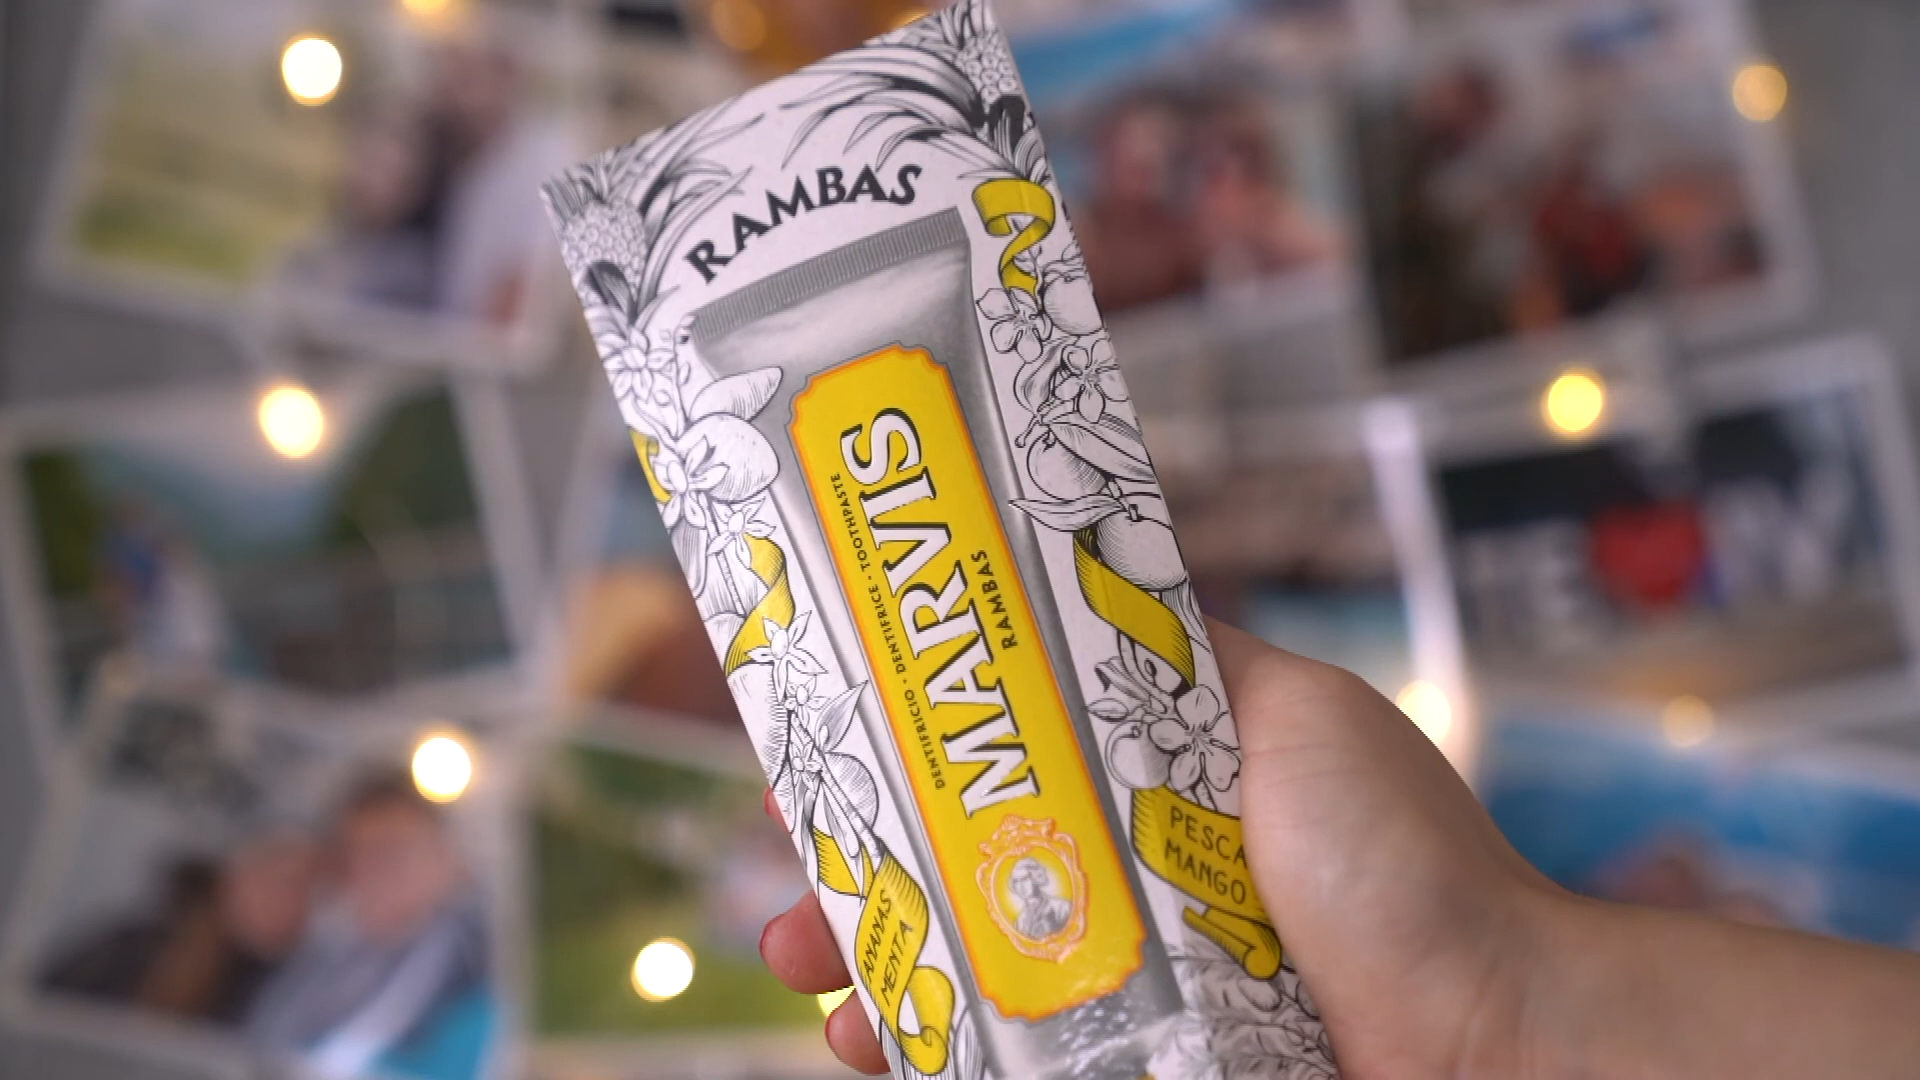 RAMBAS
DENTIFRICIO · DENTIFRICE · TOOTHPASTE
MARVIS
RAMBAS
ANANAS
MENTA
PESCA
MANGO